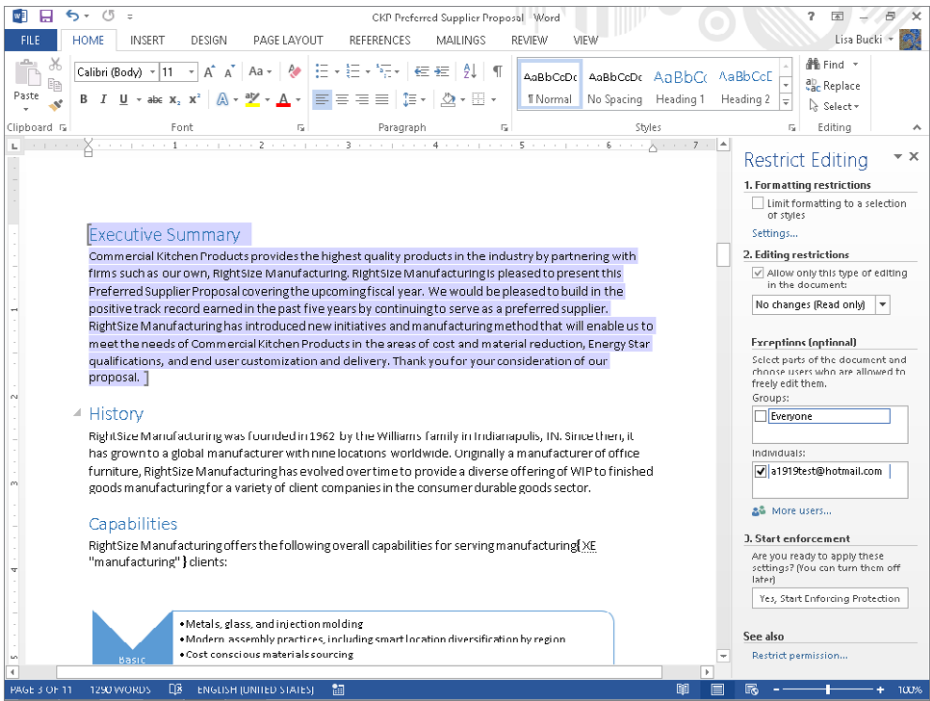 CKP Preferred Supplier Proposal - Word
FILE HOME INSERT DESIGN PAGE LAYOUT REFERENCES MAILINGS REVIEW VIEW Lisa Bucki
Paste
Calibri (Body) 11
B I U abc X₂ X² A A
AaBbCcDc AaBbCcDc AaBbCc AaBbCcE
¶ Normal No Spacing Heading 1 Heading 2
Find
Replace
Select
Clipboard Font Paragraph Styles Editing
1 2 3 4 5 6 7
Executive Summary
Commercial Kitchen Products provides the highest quality products in the industry by partnering with
firms such as our own, RightSize Manufacturing. RightSize Manufacturing is pleased to present this
Preferred Supplier Proposal covering the upcoming fiscal year. We would be pleased to build in the
positive track record earned in the past five years by continuing to serve as a preferred supplier.
RightSize Manufacturing has introduced new initiatives and manufacturing method that will enable us to
meet the needs of Commercial Kitchen Products in the areas of cost and material reduction, Energy Star
qualifications, and end user customization and delivery. Thank you for your consideration of our
proposal.
History
RightSize Manufacturing was founded in 1962 by the Williams family in Indianapolis, IN. Since then, it
has grown to a global manufacturer with nine locations worldwide. Originally a manufacturer of office
furniture, RightSize Manufacturing has evolved over time to provide a diverse offering of WIP to finished
goods manufacturing for a variety of client companies in the consumer durable goods sector.
Capabilities
RightSize Manufacturing offers the following overall capabilities for serving manufacturing{ XE
"manufacturing" } clients:
Basic
•Metals, glass, and injection molding
•Modern assembly practices, including smart location diversification by region
•Cost conscious materials sourcing
Restrict Editing
1. Formatting restrictions
Limit formatting to a selection
of styles
Settings...
2. Editing restrictions
Allow only this type of editing
in the document:
No changes (Read only)
Exceptions (optional)
Select parts of the document and
choose users who are allowed to
freely edit them.
Groups:
Everyone
Individuals:
a1919test@hotmail.com
More users...
3. Start enforcement
Are you ready to apply these
settings? (You can turn them off
later)
Yes, Start Enforcing Protection
See also
Restrict permission...
PAGE 3 OF 11 1290 WORDS ENGLISH (UNITED STATES) 100%